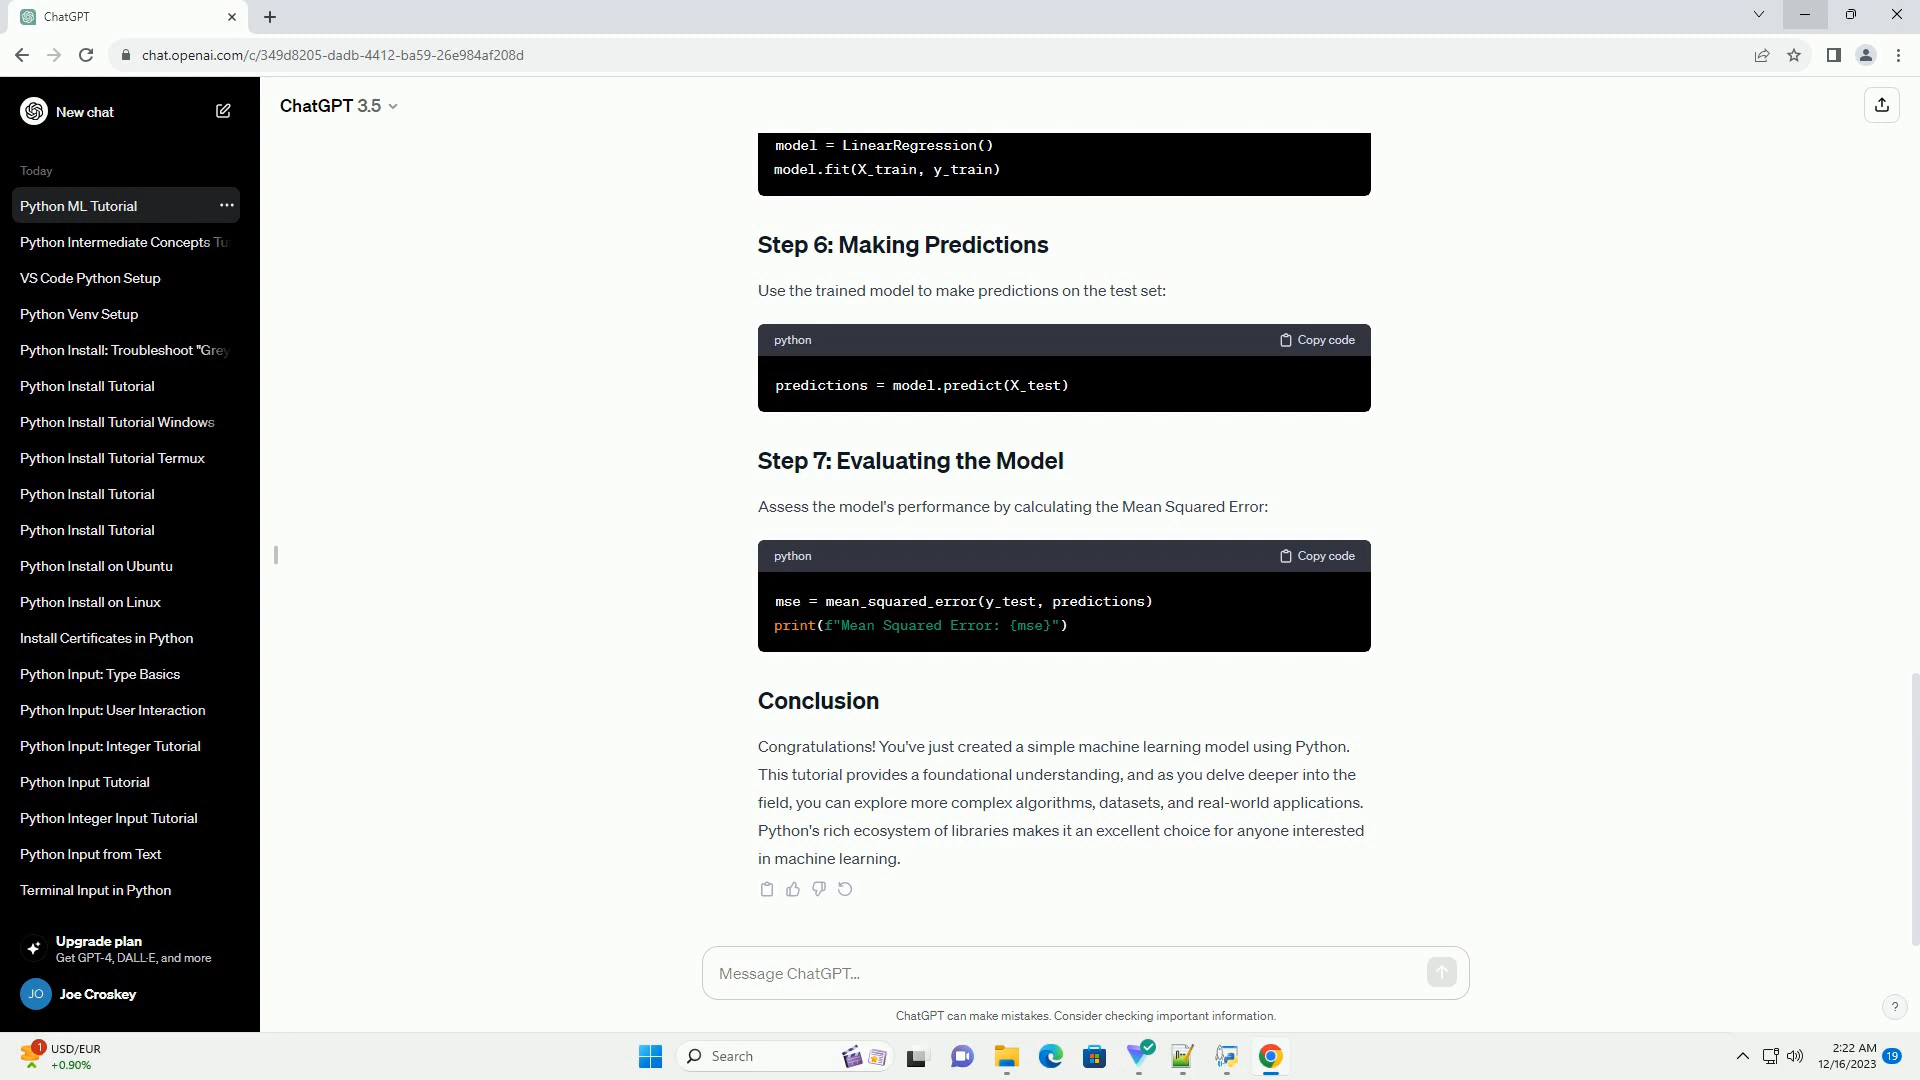 ChatGPT
chat.openai.com/c/349d8205-dadb-4412-ba59-26e984af208d
New chat
Today
Python ML Tutorial
Python Intermediate Concepts Tu
VS Code Python Setup
Python Venv Setup
Python Install: Troubleshoot "Grey
Python Install Tutorial
Python Install Tutorial Windows
Python Install Tutorial Termux
Python Install Tutorial
Python Install Tutorial
Python Install on Ubuntu
Python Install on Linux
Install Certificates in Python
Python Input: Type Basics
Python Input: User Interaction
Python Input: Integer Tutorial
Python Input Tutorial
Python Integer Input Tutorial
Python Input from Text
Terminal Input in Python
Upgrade plan
Get GPT-4, DALL·E, and more
JO Joe Croskey
ChatGPT 3.5
model = LinearRegression()
model.fit(X_train, y_train)
Step 6: Making Predictions
Use the trained model to make predictions on the test set:
python Copy code
predictions = model.predict(X_test)
Step 7: Evaluating the Model
Assess the model's performance by calculating the Mean Squared Error:
python Copy code
mse = mean_squared_error(y_test, predictions)
print(f"Mean Squared Error: {mse}")
Conclusion
Congratulations! You've just created a simple machine learning model using Python.
This tutorial provides a foundational understanding, and as you delve deeper into the
field, you can explore more complex algorithms, datasets, and real-world applications.
Python's rich ecosystem of libraries makes it an excellent choice for anyone interested
in machine learning.
Message ChatGPT...
ChatGPT can make mistakes. Consider checking important information.
?
1 USD/EUR
+0.90%
Search
2:22 AM
12/16/2023 19